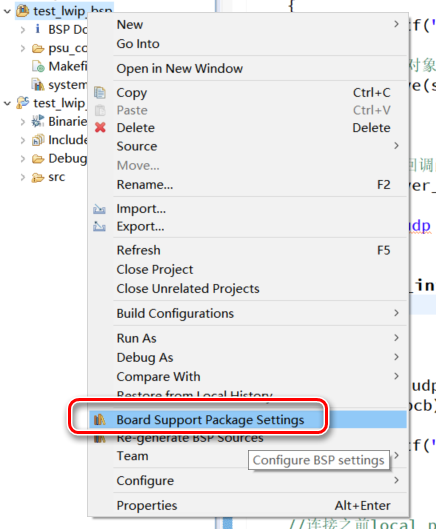 test_lwip_bsp
BSP Do
psu_co
Makefi
system
test_lwip_
Binarie
Include
Debug
src
New
Go Into
Open in New Window
Copy Ctrl+C
Paste Ctrl+V
Delete Delete
Source
Move...
Rename... F2
Import...
Export...
Refresh F5
Close Project
Close Unrelated Projects
Build Configurations
Run As
Debug As
Compare With
Restore from Local History
Board Support Package Settings
Re-generate BSP Sources
Team
Configure BSP settings
Configure
Properties Alt+Enter
{
f("
对象
ve(s
回调
ver_
udp
_in
udp
pcb)
f("
//连接之前local p